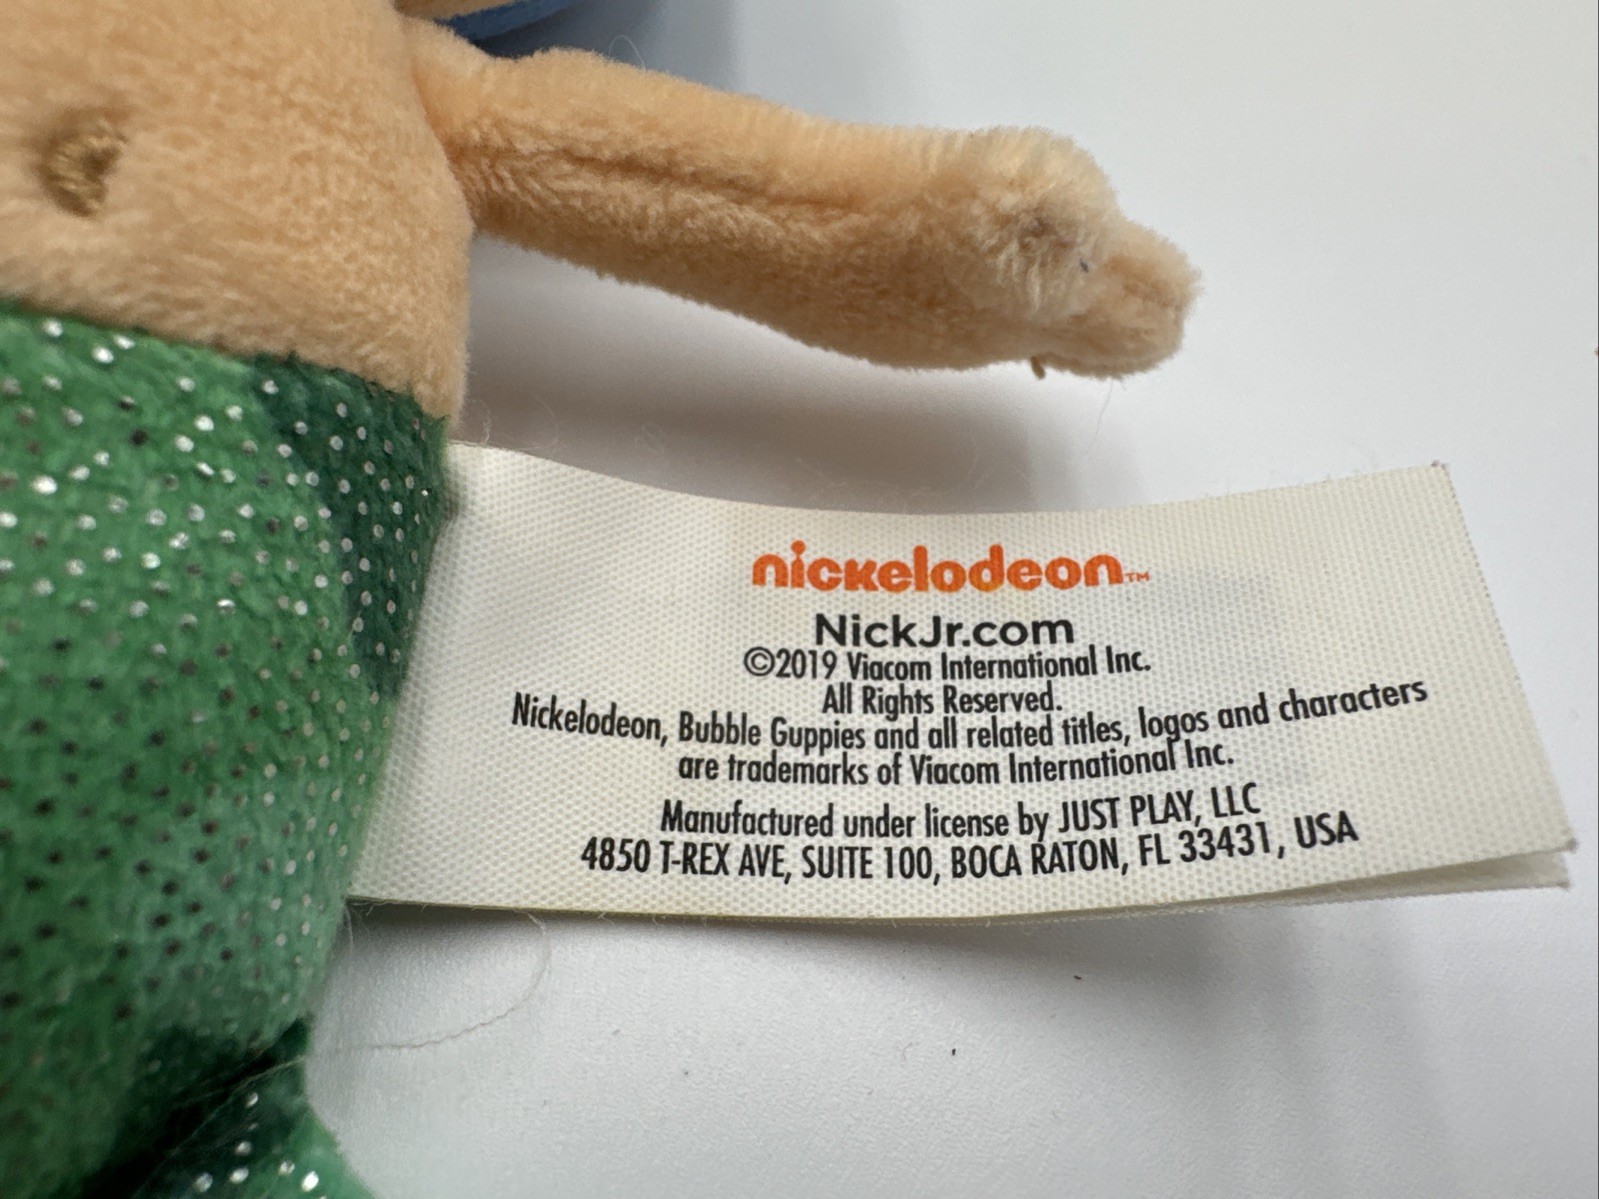 nickelodeon™
NickJr.com
©2019 Viacom International Inc.
All Rights Reserved.
Nickelodeon, Bubble Guppies and all related titles, logos and characters
are trademarks of Viacom International Inc.
Manufactured under license by JUST PLAY, LLC
4850 T-REX AVE, SUITE 100, BOCA RATON, FL 33431, USA